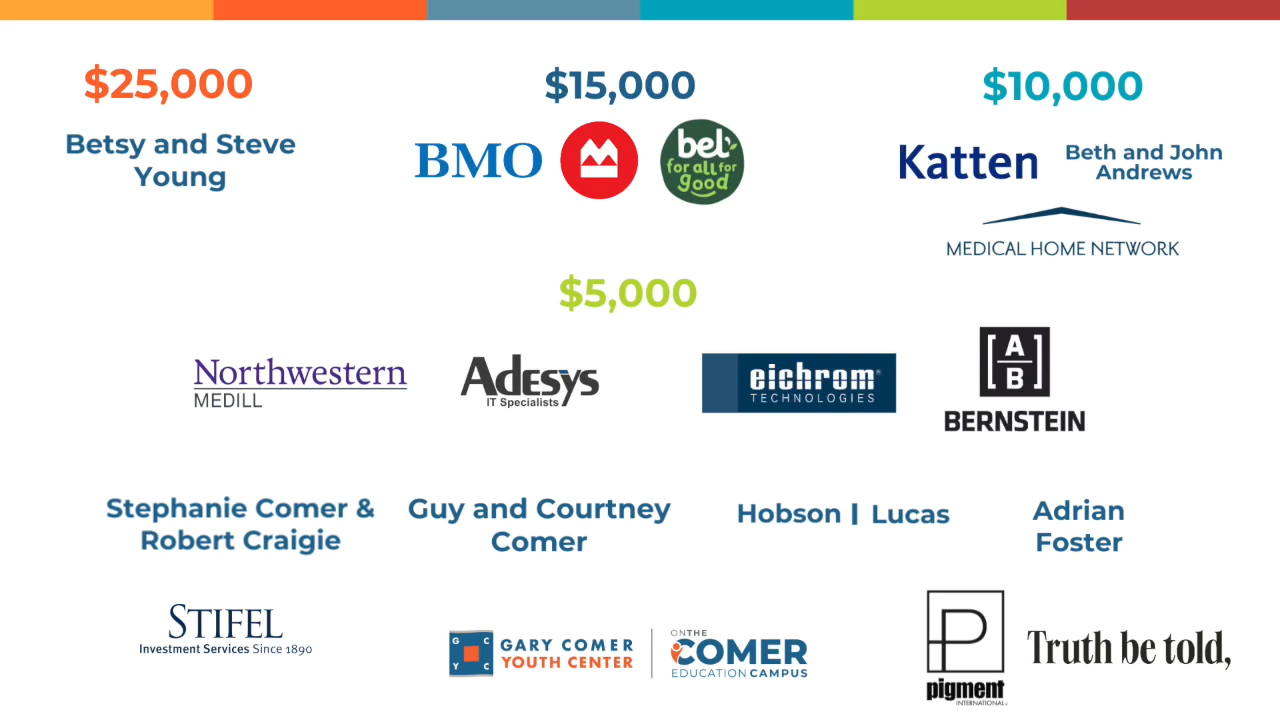 $25,000
Betsy and Steve
Young
$15,000
BMO
bel
for all for
good
$10,000
Katten
Beth and John
Andrews
MEDICAL HOME NETWORK
$5,000
Northwestern
MEDILL
Adesys
IT Specialists
eichrom®
TECHNOLOGIES
[A
B]
BERNSTEIN
Stephanie Comer &
Robert Craigie
Guy and Courtney
Comer
Hobson | Lucas
Adrian
Foster
STIFEL
Investment Services Since 1890
G C
Y C
GARY COMER
YOUTH CENTER
ON THE
COMER
EDUCATION CAMPUS
P
pigment
INTERNATIONAL®
Truth be told,